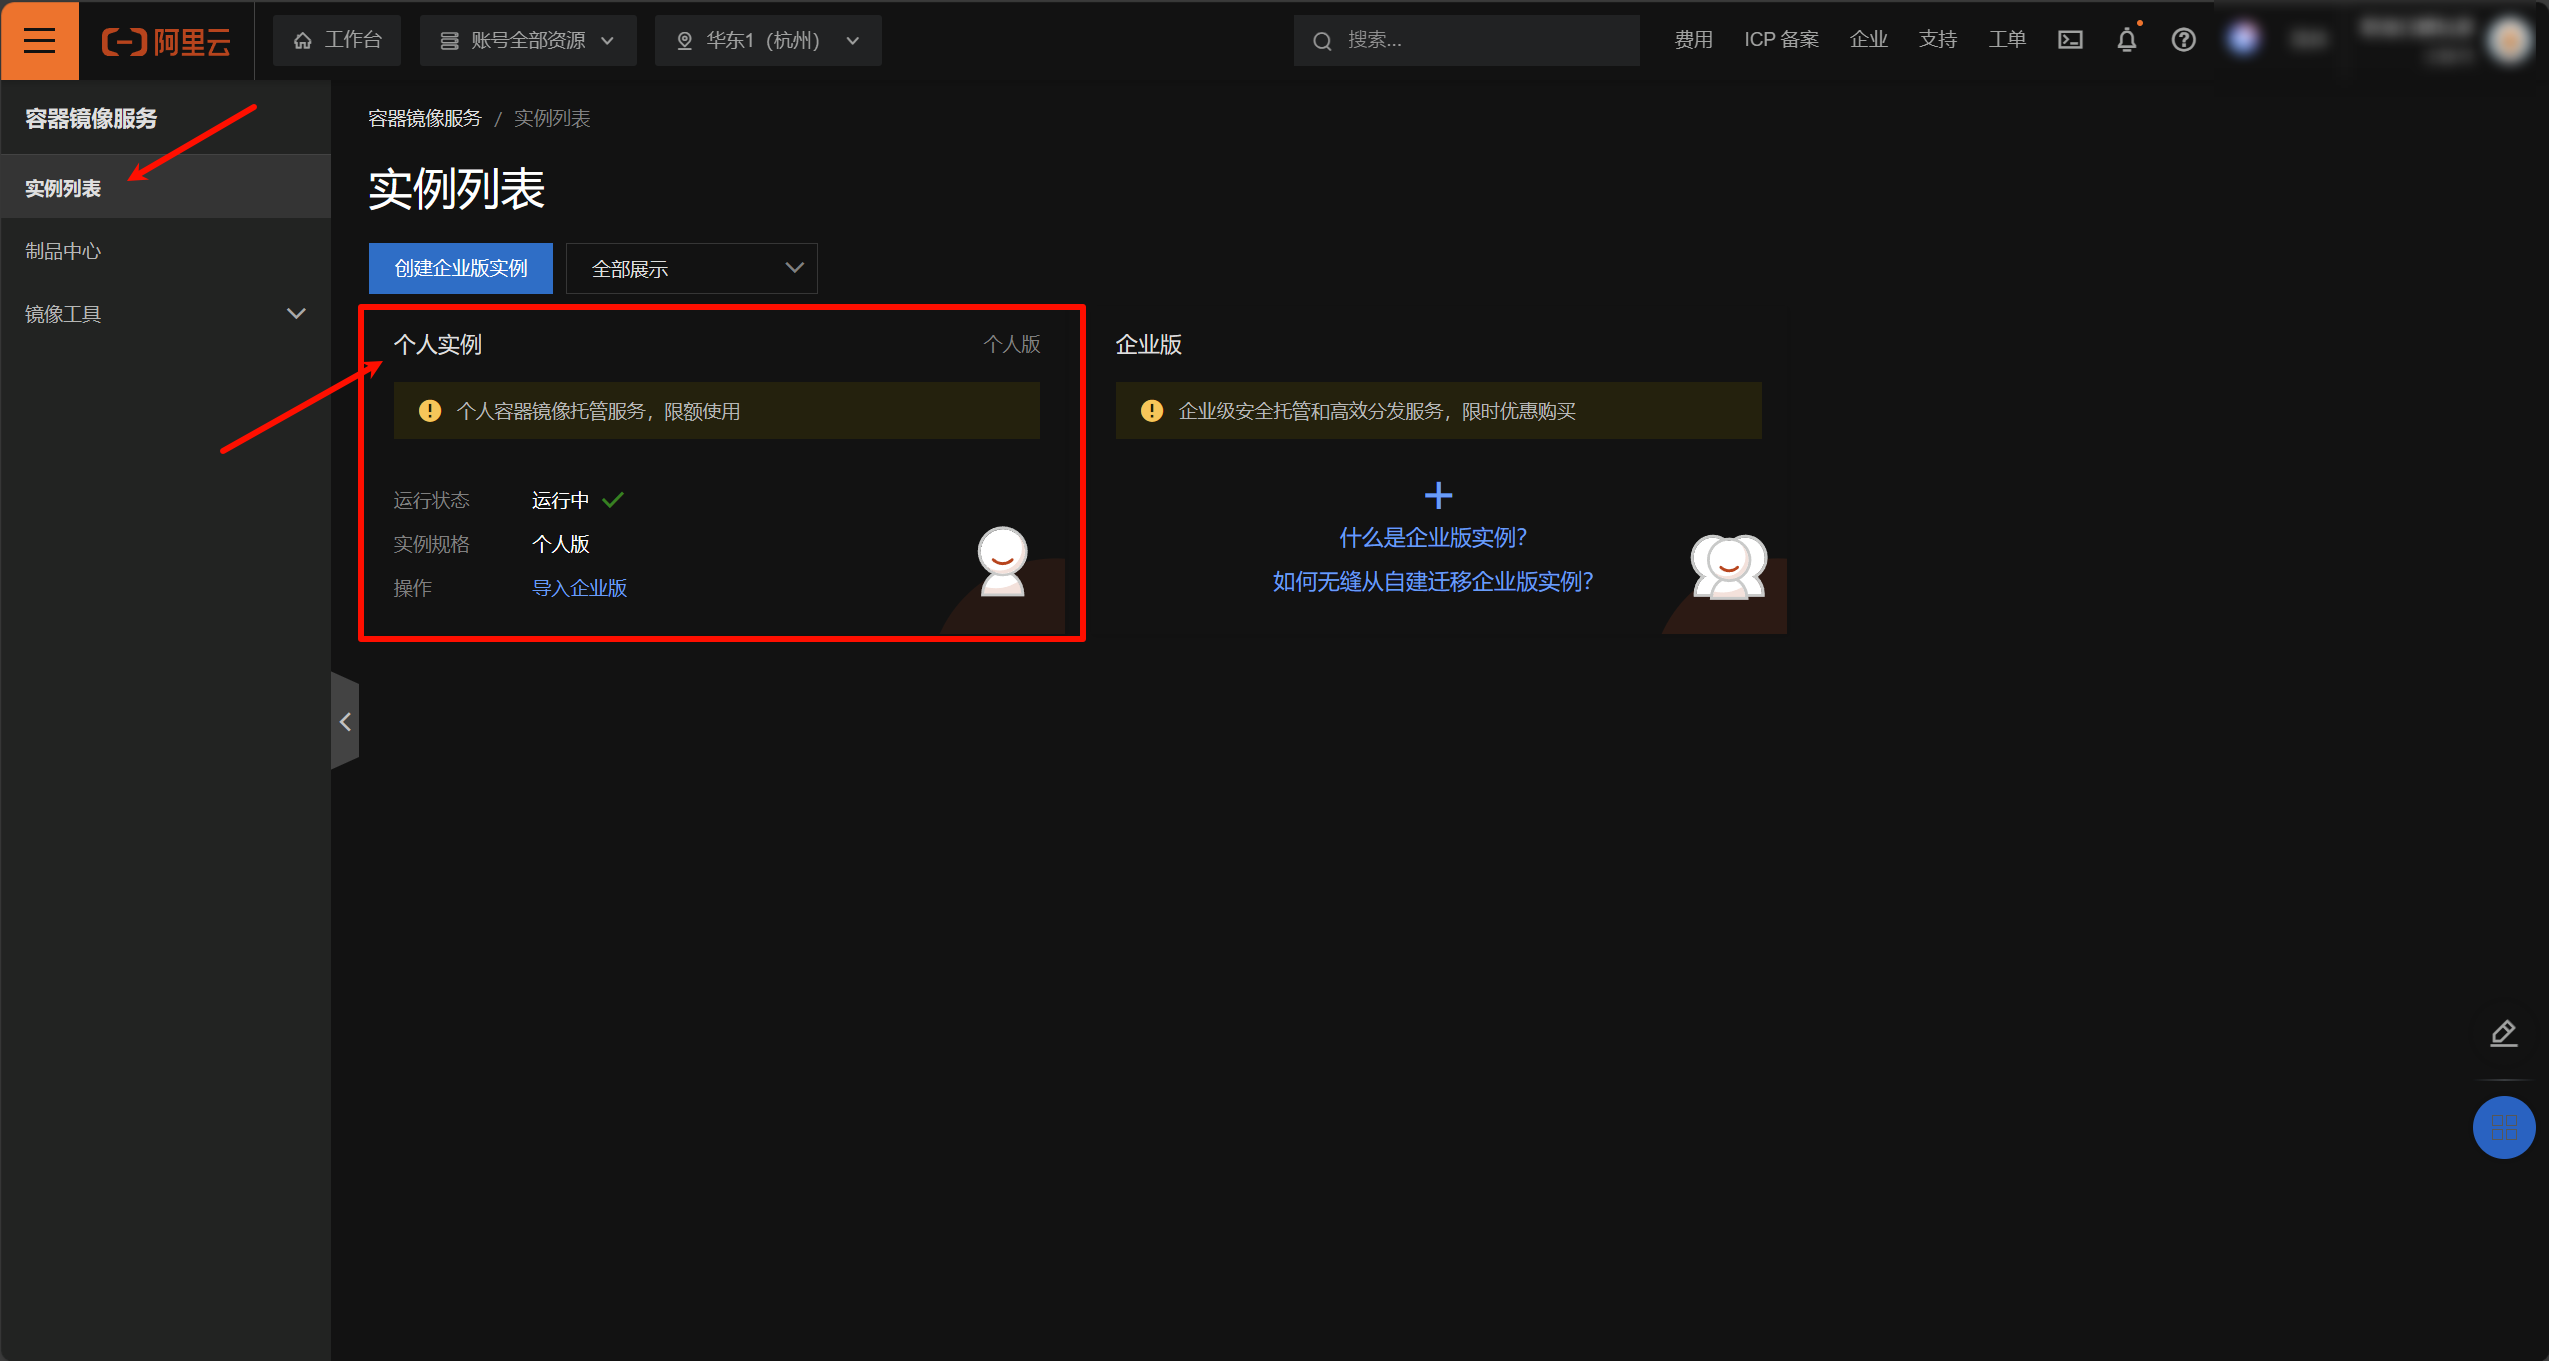 阿里云
工作台
账号全部资源
华东1（杭州）
搜索...
费用
ICP 备案
企业
支持
工单
容器镜像服务
实例列表
制品中心
镜像工具
容器镜像服务 / 实例列表
实例列表
创建企业版实例
全部展示
个人实例
个人版
个人容器镜像托管服务，限额使用
运行状态 运行中
实例规格 个人版
操作 导入企业版
企业版
企业级安全托管和高效分发服务，限时优惠购买
什么是企业版实例?
如何无缝从自建迁移企业版实例?